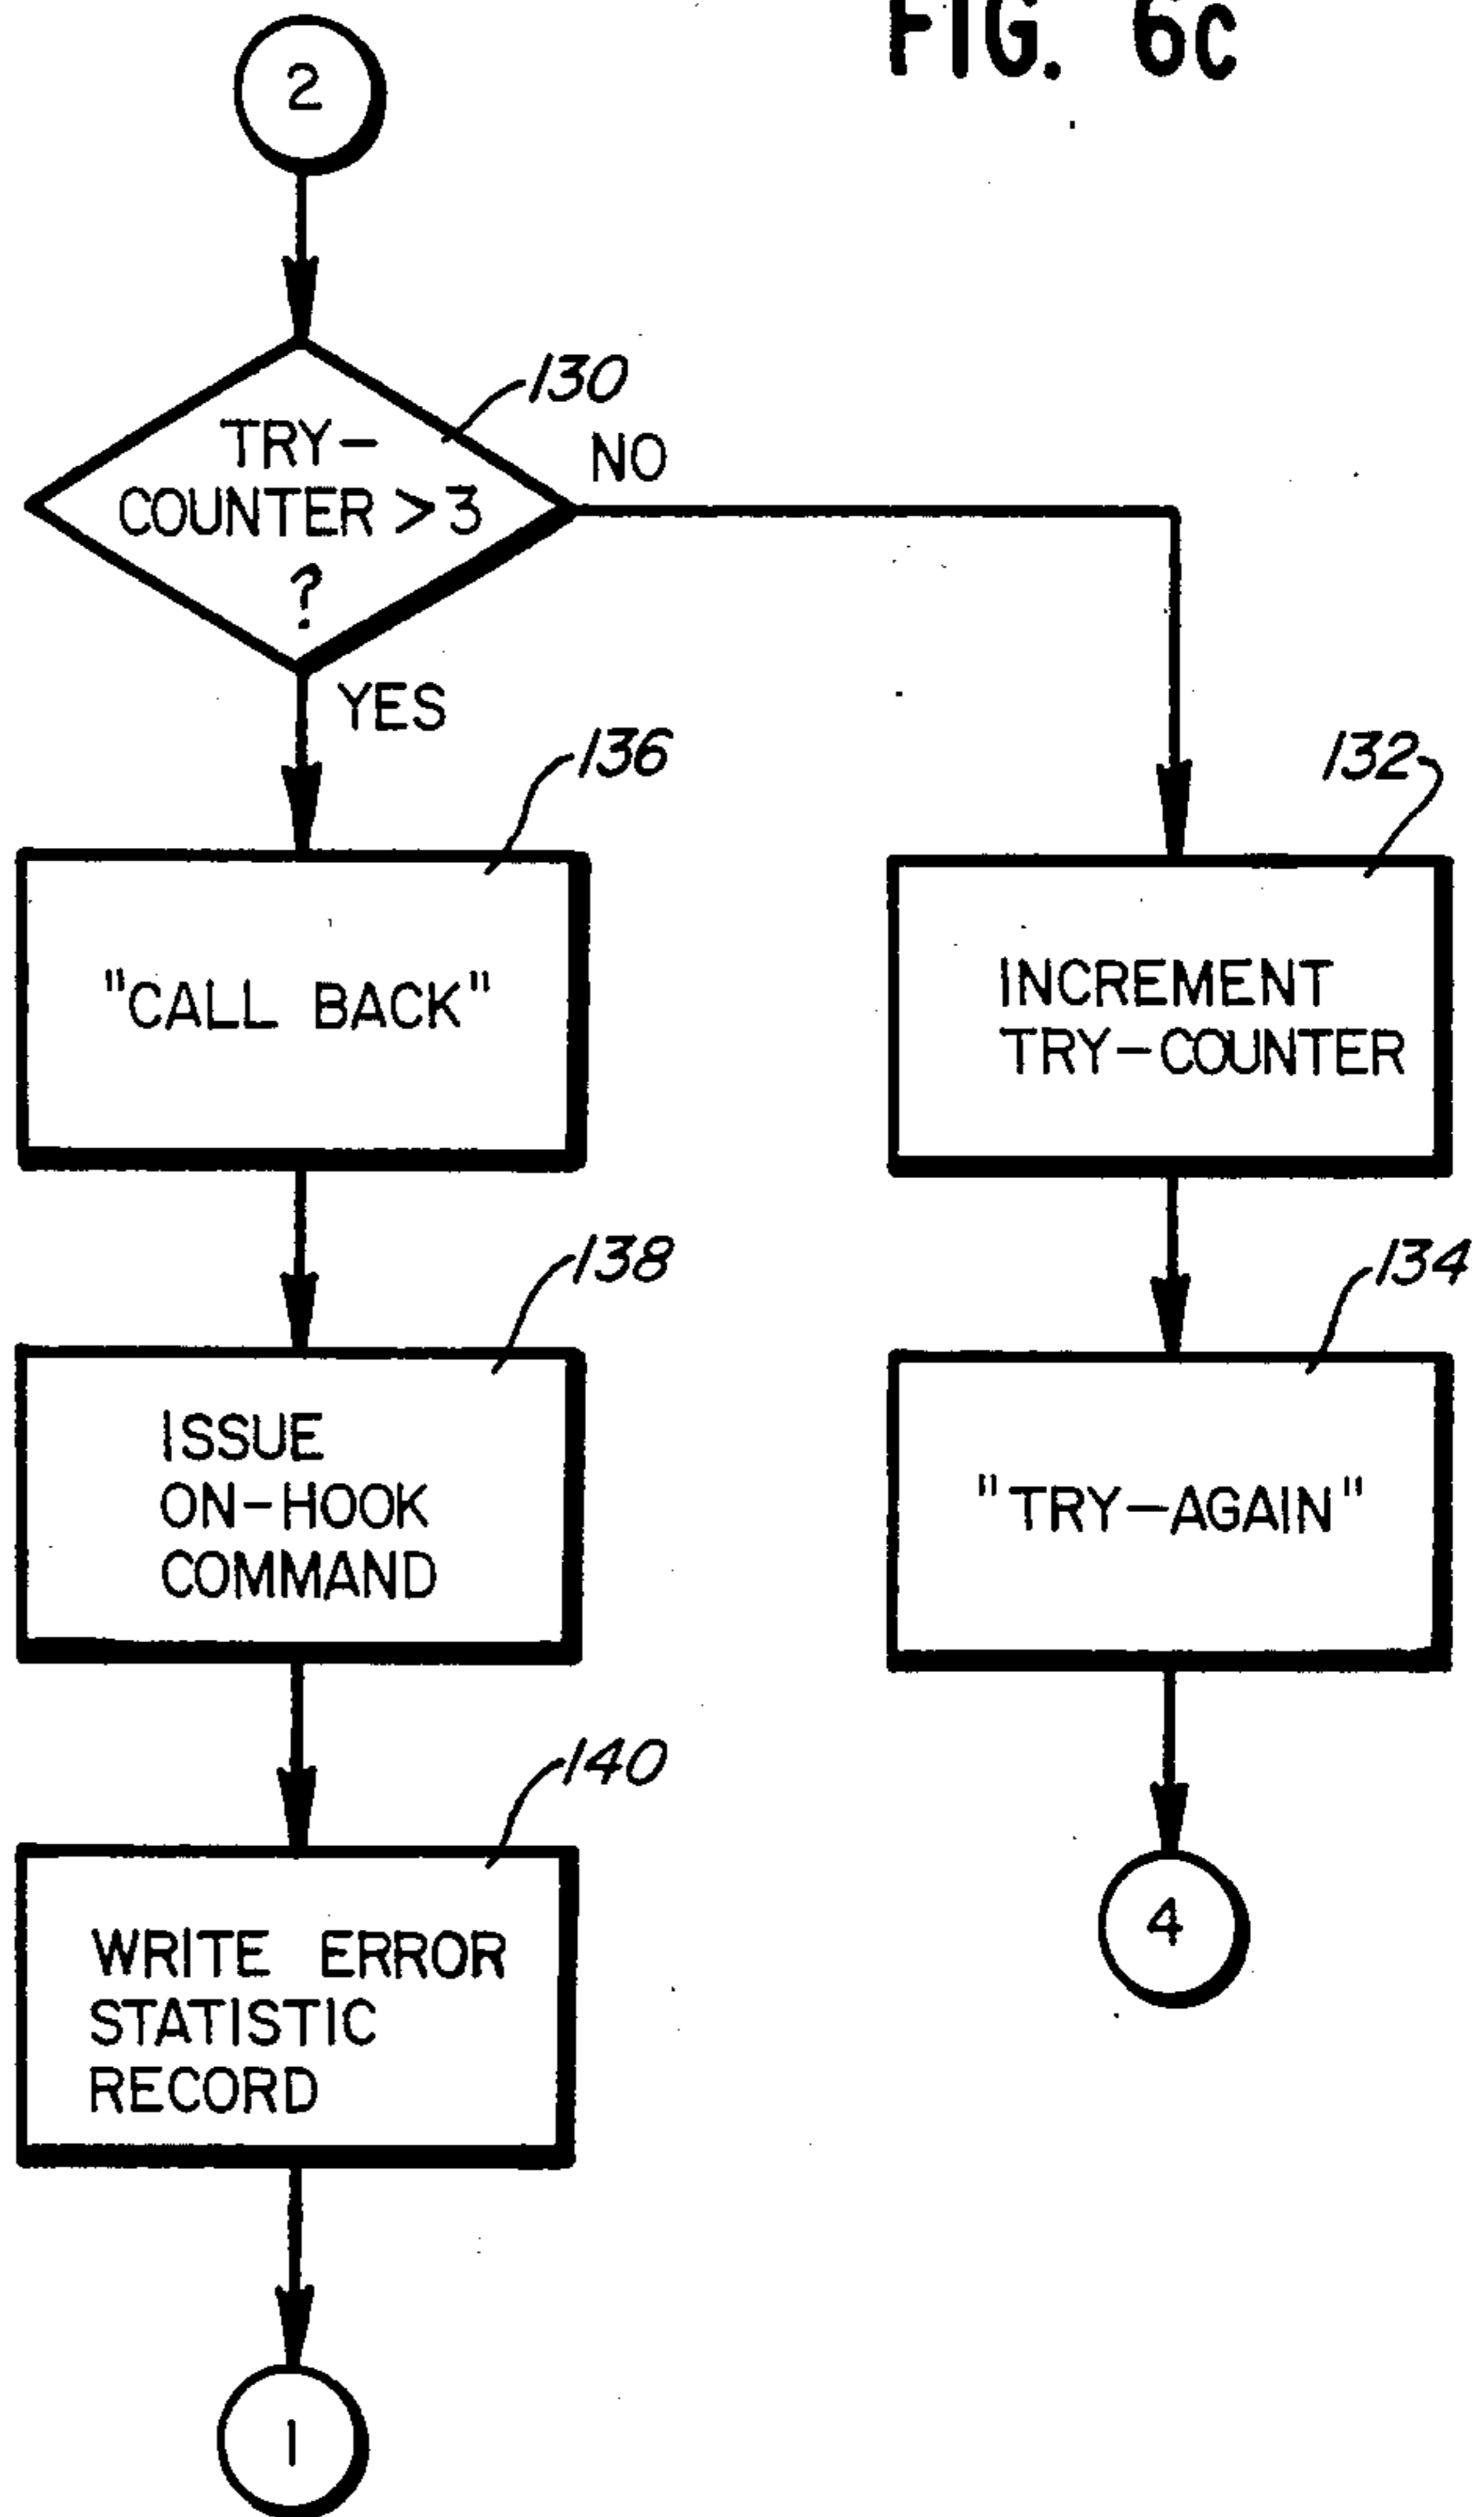 FIG. 6c
2
130
TRY-
COUNTER >3
?
NO
YES
136
"CALL BACK"
132
INCREMENT
TRY-COUNTER
138
ISSUE
ON-HOOK
COMMAND
134
"TRY-AGAIN"
140
WRITE ERROR
STATISTIC
RECORD
4
1